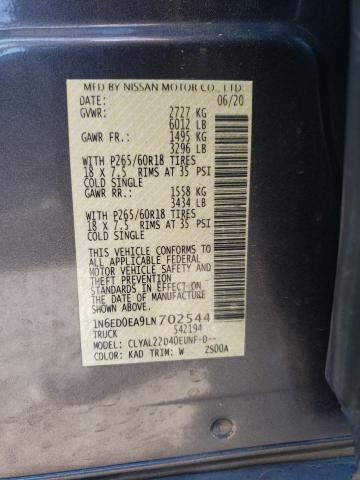 MFD BY NISSAN MOTOR CO., LTD.
DATE: 06/20
GVWR: 2727 KG
6012 LB
GAWR FR.: 1495 KG
3296 LB
WITH P265/60R18 TIRES
18 X 7.5 RIMS AT 35 PSI
COLD SINGLE
GAWR RR.: 1558 KG
3434 LB
WITH P265/60R18 TIRES
18 X 7.5 RIMS AT 35 PSI
COLD SINGLE
THIS VEHICLE CONFORMS TO
ALL APPLICABLE FEDERAL
MOTOR VEHICLE SAFETY
AND THEFT PREVENTION
STANDARDS IN EFFECT ON
THE DATE OF MANUFACTURE
SHOWN ABOVE.
1N6ED0EA9LN702544
TRUCK 542194
MODEL: CLYAL22D40EUNF-D--
COLOR: KAD TRIM: W ZS00A